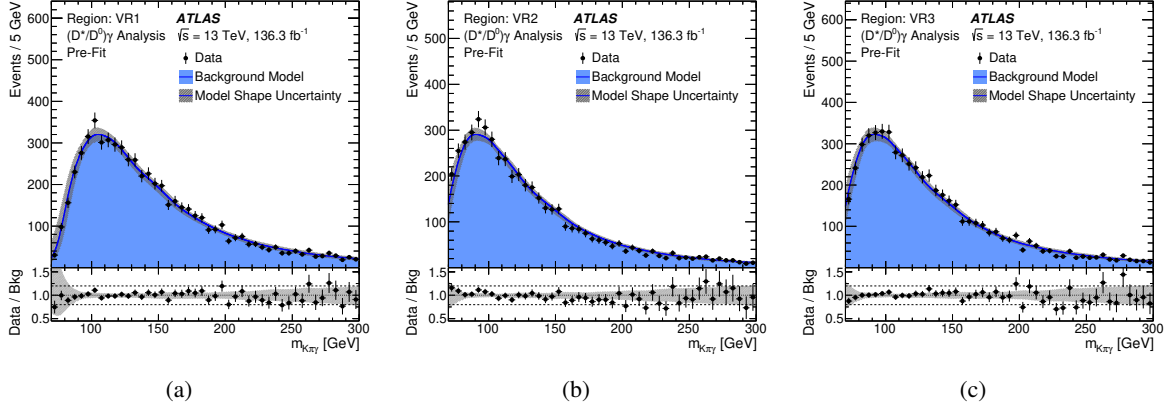 Events / 5 GeV
600
500
400
300
200
100
Region: VR1 ATLAS
(D*/D⁰)γ Analysis √s = 13 TeV, 136.3 fb⁻¹
Pre-Fit
Data
Background Model
Model Shape Uncertainty
Data / Bkg
1.5
1.0
0.5
100 150 200 250 300
m_Kπγ [GeV]
(a)
Events / 5 GeV
500
400
300
200
100
Region: VR2 ATLAS
(D*/D⁰)γ Analysis √s = 13 TeV, 136.3 fb⁻¹
Pre-Fit
Data
Background Model
Model Shape Uncertainty
Data / Bkg
1.5
1.0
0.5
100 150 200 250 300
m_Kπγ [GeV]
(b)
Events / 5 GeV
600
500
400
300
200
100
Region: VR3 ATLAS
(D*/D⁰)γ Analysis √s = 13 TeV, 136.3 fb⁻¹
Pre-Fit
Data
Background Model
Model Shape Uncertainty
Data / Bkg
1.5
1.0
0.5
100 150 200 250 300
m_Kπγ [GeV]
(c)